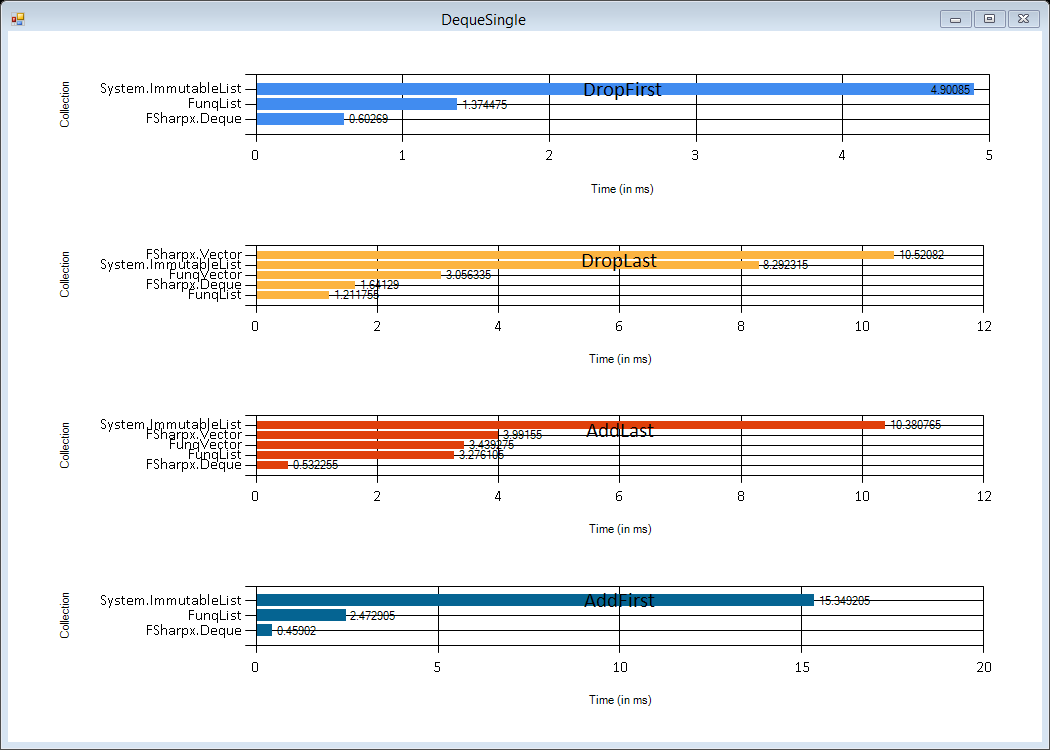 DequeSingle
DropFirst
Collection
System.ImmutableList 4.90085
FunqList 1.374475
FSharpx.Deque 0.60269
0 1 2 3 4 5
Time (in ms)
DropLast
Collection
FSharpx.Vector 10.52082
System.ImmutableList 8.292315
FunqVector 3.056335
FSharpx.Deque 1.64129
FunqList 1.211755
0 2 4 6 8 10 12
Time (in ms)
AddLast
Collection
System.ImmutableList 10.380765
FSharpx.Vector 3.99155
FunqVector 3.439275
FunqList 3.276105
FSharpx.Deque 0.532255
0 2 4 6 8 10 12
Time (in ms)
AddFirst
Collection
System.ImmutableList 15.349205
FunqList 2.472905
FSharpx.Deque 0.45902
0 5 10 15 20
Time (in ms)